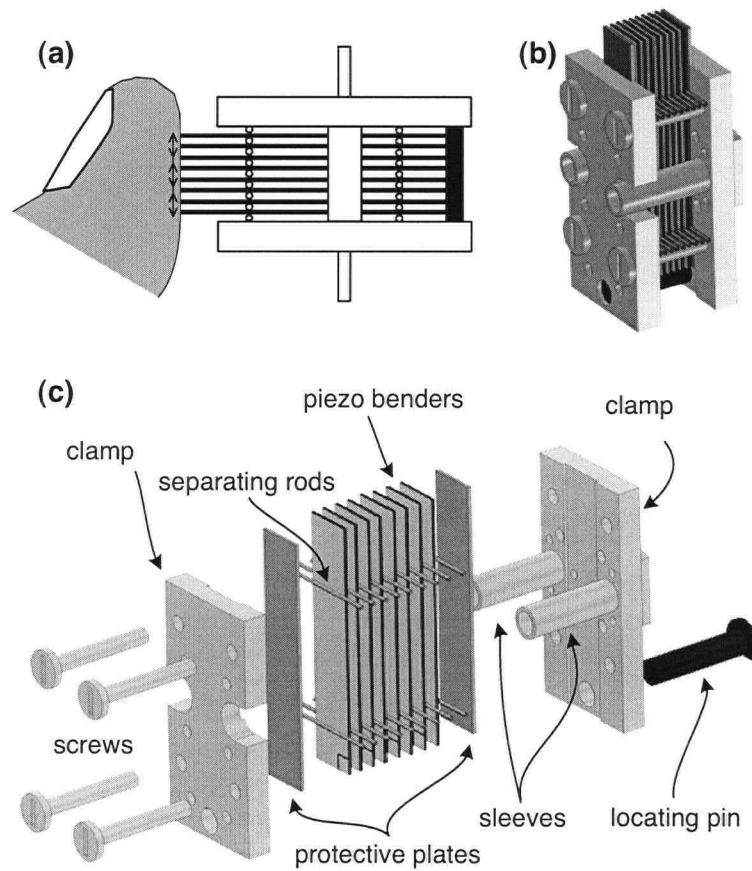 (a)
(b)
(c)
piezo benders
clamp
clamp
separating rods
screws
sleeves
locating pin
protective plates